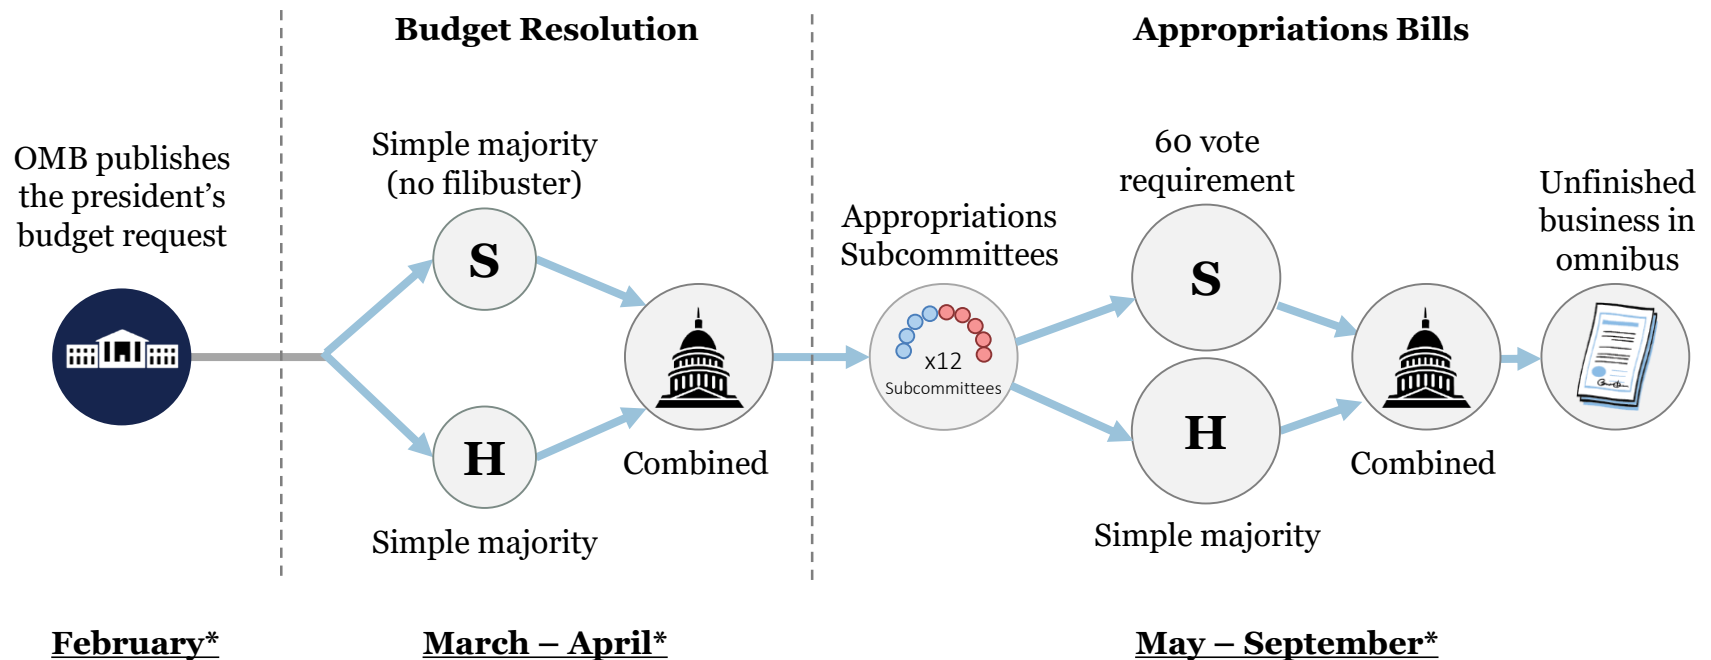 Budget Resolution
Appropriations Bills
OMB publishes
the president’s
budget request
Simple majority
(no filibuster)
S
H
Simple majority
Combined
Appropriations
Subcommittees
x12
Subcommittees
60 vote
requirement
S
H
Simple majority
Combined
Unfinished
business in
omnibus
February*
March – April*
May – September*